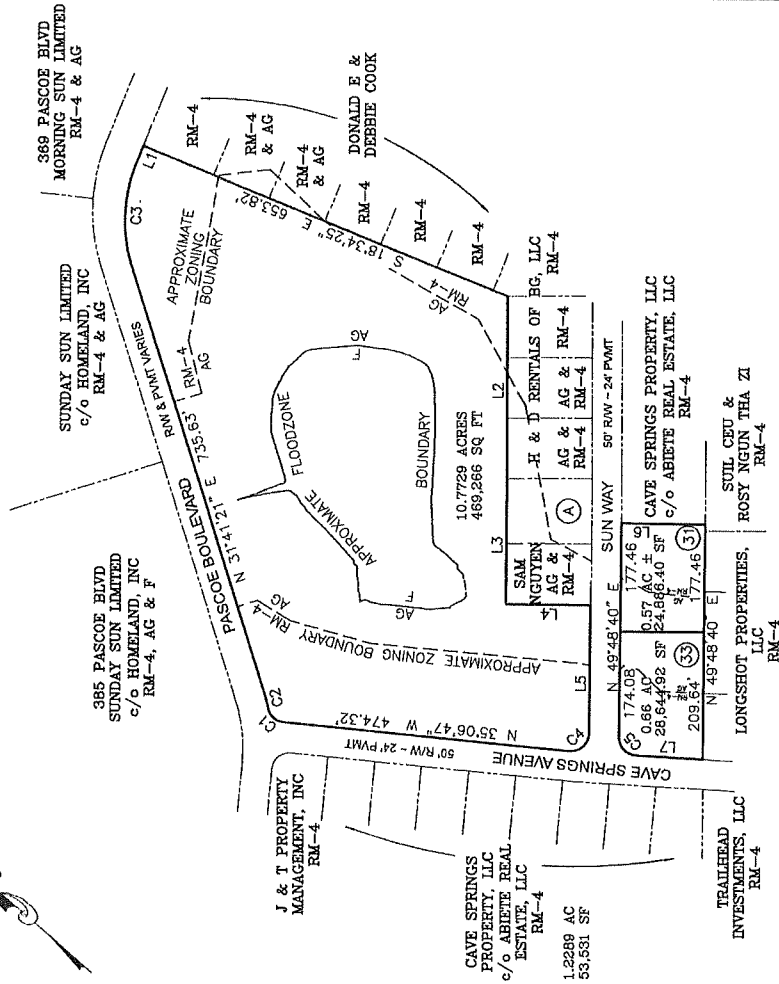 369 PASCOE BLVD
MORNING SUN LIMITED
RM-4 & AG
SUNDAY SUN LIMITED
c/o HOMELAND, INC
RM-4 & AG
385 PASCOE BLVD
SUNDAY SUN LIMITED
c/o HOMELAND, INC
RM-4, AG & F
PASCOE BOULEVARD
R/W & PVMT VARIES
N 31°41'21" E 735.63'
C3
L1
C1
C2
RM-4
RM-4
& AG
RM-4
& AG
RM-4
RM-4
RM-4
DONALD E &
DEBBIE COOK
S 18°34'25" E 653.82'
APPROXIMATE
ZONING
BOUNDARY
RM-4
AG
RM-4
AG
AG
RM-4
APPROXIMATE ZONING BOUNDARY
FLOODZONE
APPROXIMATE
BOUNDARY
AG
F
AG
F
10.7729 ACRES
469,266 SQ FT
L2
L3
L4
L5
N 35°06'47" W 474.32'
50' R/W - 24' PVMT
CAVE SPRINGS AVENUE
C4
J & T PROPERTY
MANAGEMENT, INC
RM-4
H & D RENTALS OF BG, LLC
RM-4
RM-4
AG &
RM-4
AG &
RM-4
A
SAM
NGUYEN
AG &
RM-4
SUN WAY
50' R/W - 24' PVMT
N 49°48'40" E
174.08'
177.46
C5
0.66 AC
28,644.92 SF
33
0.57 AC ±
24,886.40 SF
31
L6
L7
209.64'
177.46
N 49°48'40" E
CAVE SPRINGS PROPERTY, LLC
c/o ABIETE REAL ESTATE, LLC
RM-4
SUIL CEU &
ROSY NGUN THA ZI
RM-4
LONGSHOT PROPERTIES,
LLC
RM-4
TRAILHEAD
INVESTMENTS, LLC
RM-4
CAVE SPRINGS
PROPERTY, LLC
c/o ABIETE REAL
ESTATE, LLC
RM-4
1.2289 AC
53,531 SF